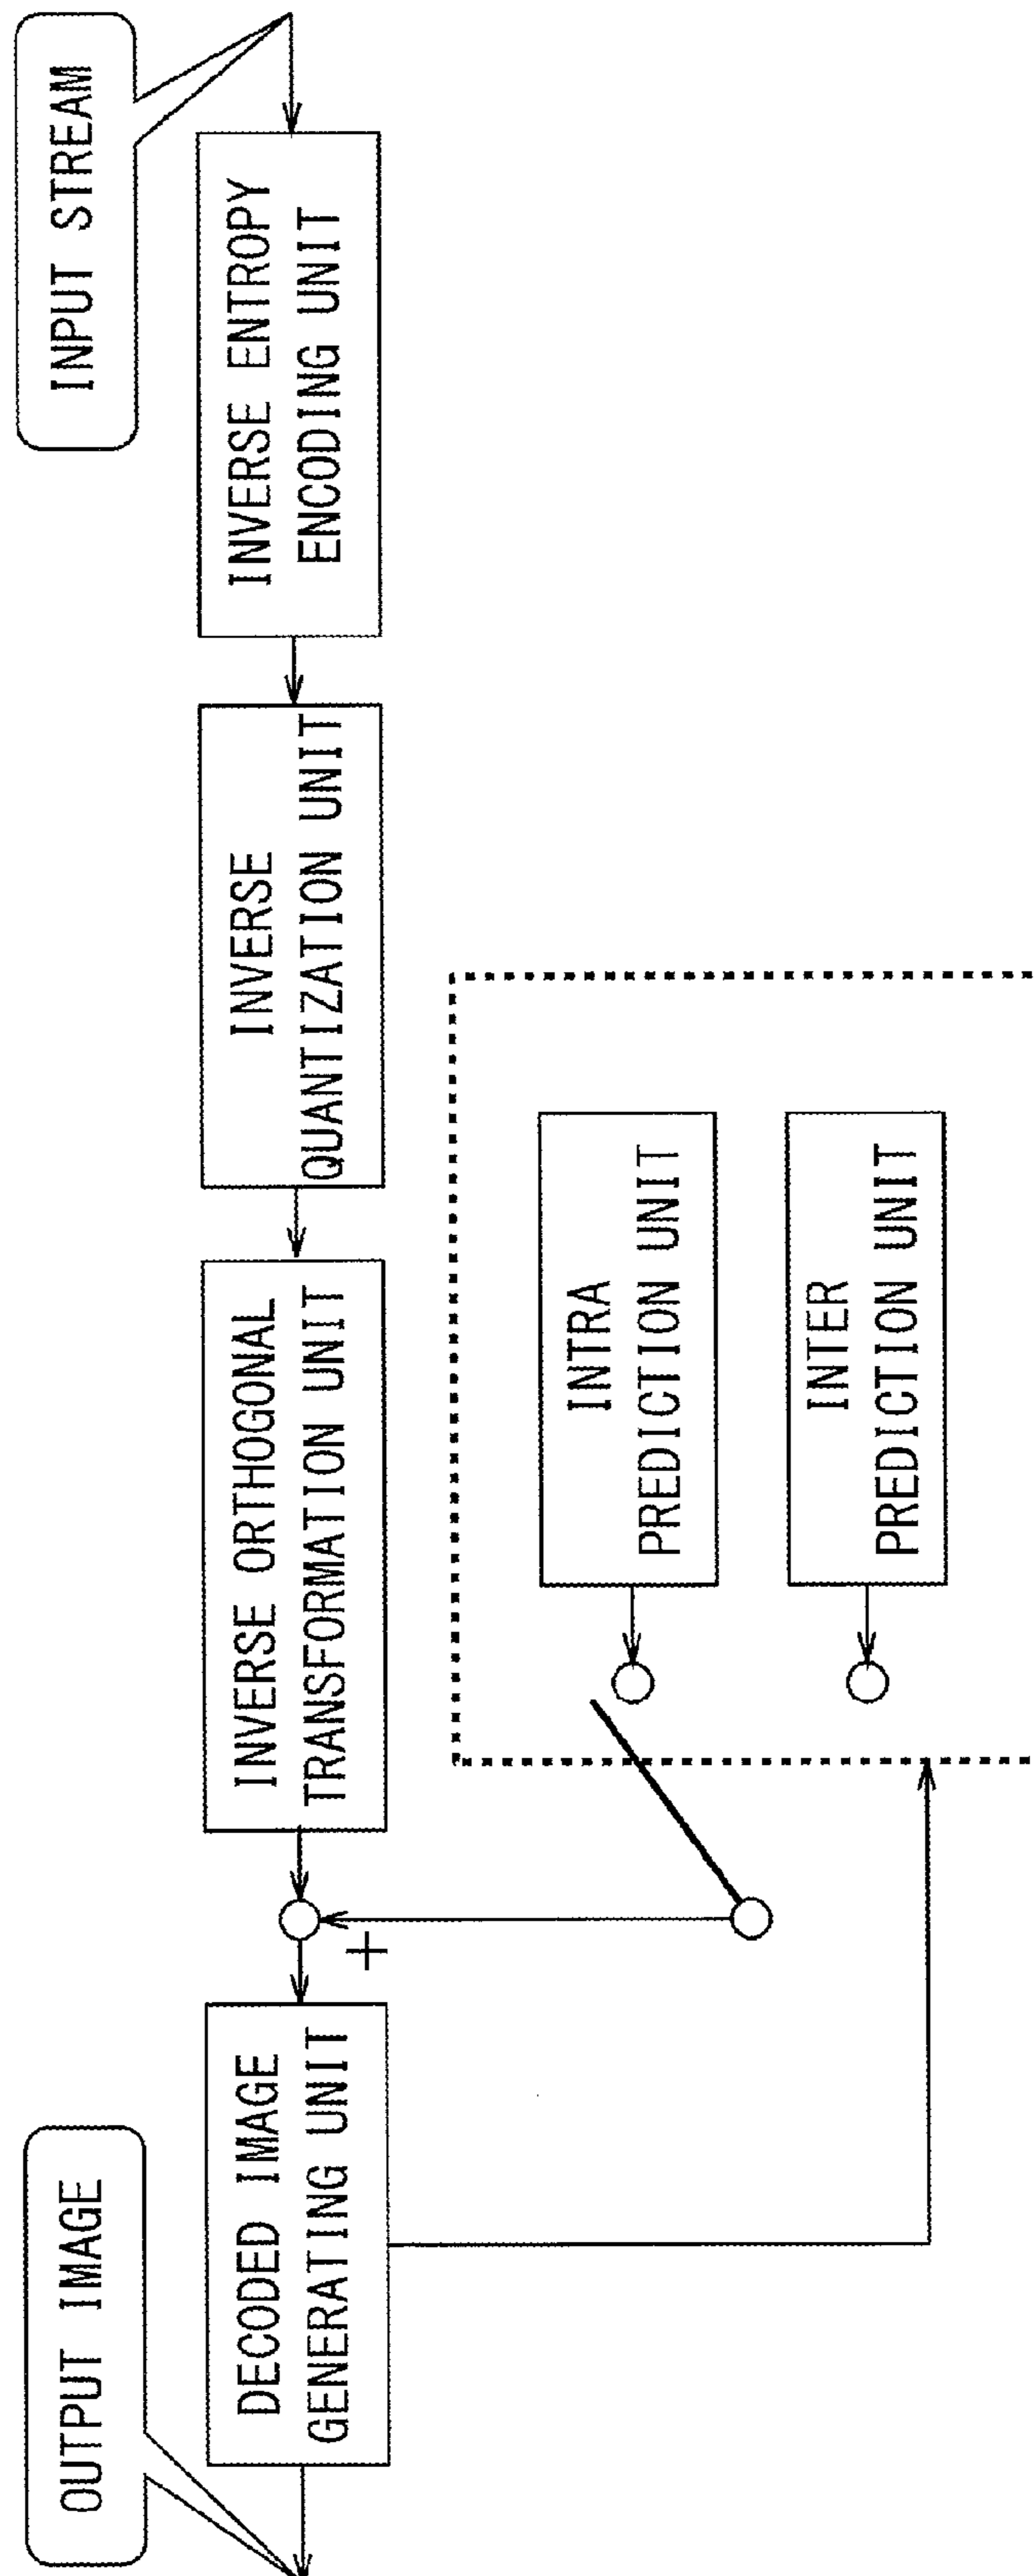 INPUT STREAM
INVERSE ENTROPY
ENCODING UNIT
INVERSE
QUANTIZATION UNIT
INVERSE ORTHOGONAL
TRANSFORMATION UNIT
+
DECODED IMAGE
GENERATING UNIT
OUTPUT IMAGE
INTRA
PREDICTION UNIT
INTER
PREDICTION UNIT